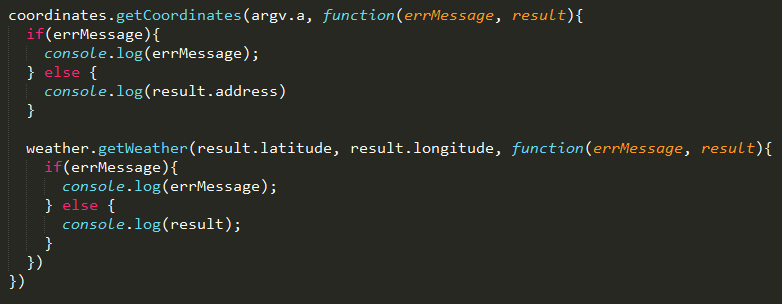 coordinates.getCoordinates(argv.a, function(errMessage, result){
  if(errMessage){
    console.log(errMessage);
  } else {
    console.log(result.address)
  }

  weather.getWeather(result.latitude, result.longitude, function(errMessage, result){
    if(errMessage){
      console.log(errMessage);
    } else {
      console.log(result);
    }
  })
})